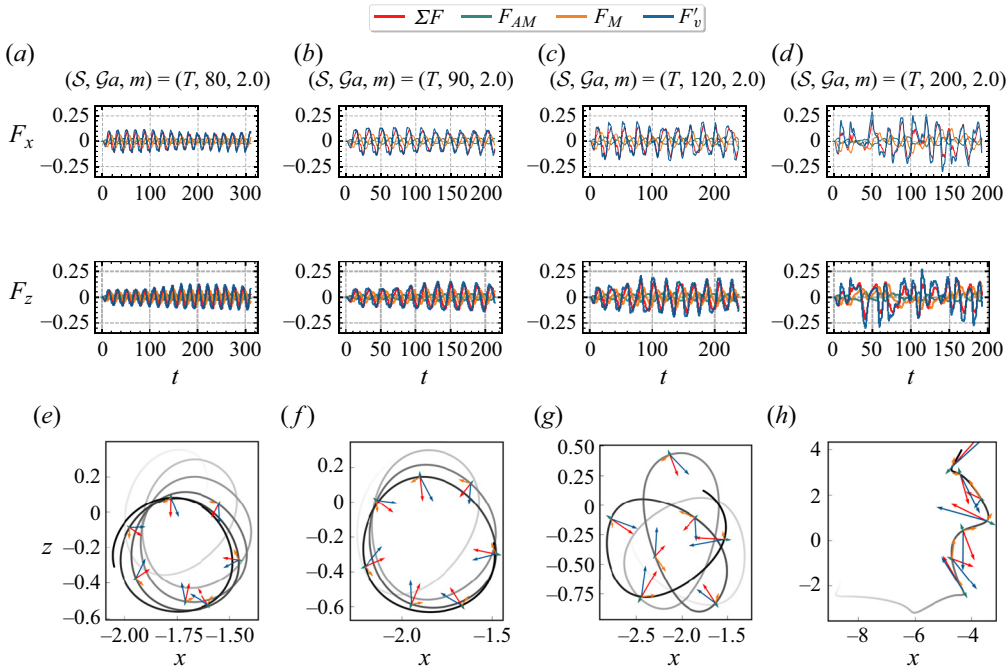 ΣF F_AM F_M F′_v
(a) (b) (c) (d)
(𝒮, 𝒢a, m) = (T, 80, 2.0) (𝒮, 𝒢a, m) = (T, 90, 2.0) (𝒮, 𝒢a, m) = (T, 120, 2.0) (𝒮, 𝒢a, m) = (T, 200, 2.0)
0.25 0.25 0.25 0.25
F_x 0 0 0 0
−0.25 −0.25 −0.25 −0.25
0 100 200 300 0 50 100 150 200 0 100 200 0 50 100 150 200
0.25 0.25 0.25 0.25
F_z 0 0 0 0
−0.25 −0.25 −0.25 −0.25
0 100 200 300 0 50 100 150 200 0 100 200 0 50 100 150 200
t t t t
(e) (f) (g) (h)
0.2 0 −0.2 −0.4 −0.6
z
−2.00 −1.75 −1.50
x
0.2 0 −0.2 −0.4 −0.6
−2.0 −1.5
x
0.50 0.25 0 −0.25 −0.50 −0.75
−2.5 −2.0 −1.5
x
4 2 0 −2
−8 −6 −4
x